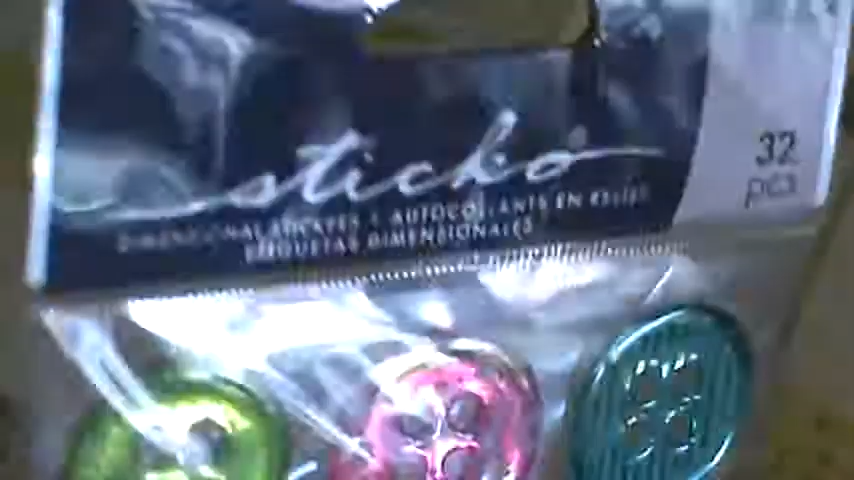 sticko
DIMENSIONAL STICKERS • AUTOCOLLANTS EN RELIEF
ETIQUETAS DIMENSIONALES
32
pcs